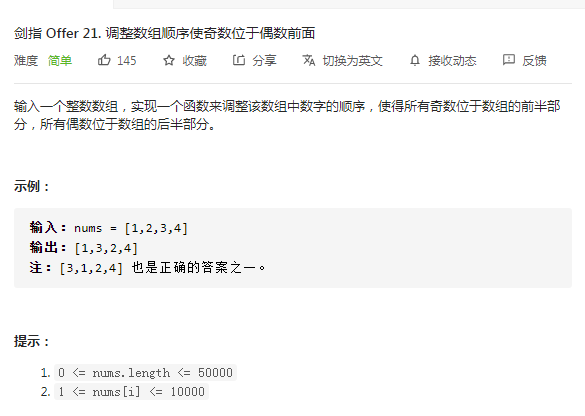 剑指 Offer 21. 调整数组顺序使奇数位于偶数前面
难度 简单 145 收藏 分享 切换为英文 接收动态 反馈
输入一个整数数组，实现一个函数来调整该数组中数字的顺序，使得所有奇数位于数组的前半部
分，所有偶数位于数组的后半部分。
示例：
输入：nums = [1,2,3,4]
输出：[1,3,2,4]
注：[3,1,2,4] 也是正确的答案之一。
提示：
1. 0 <= nums.length <= 50000
2. 1 <= nums[i] <= 10000